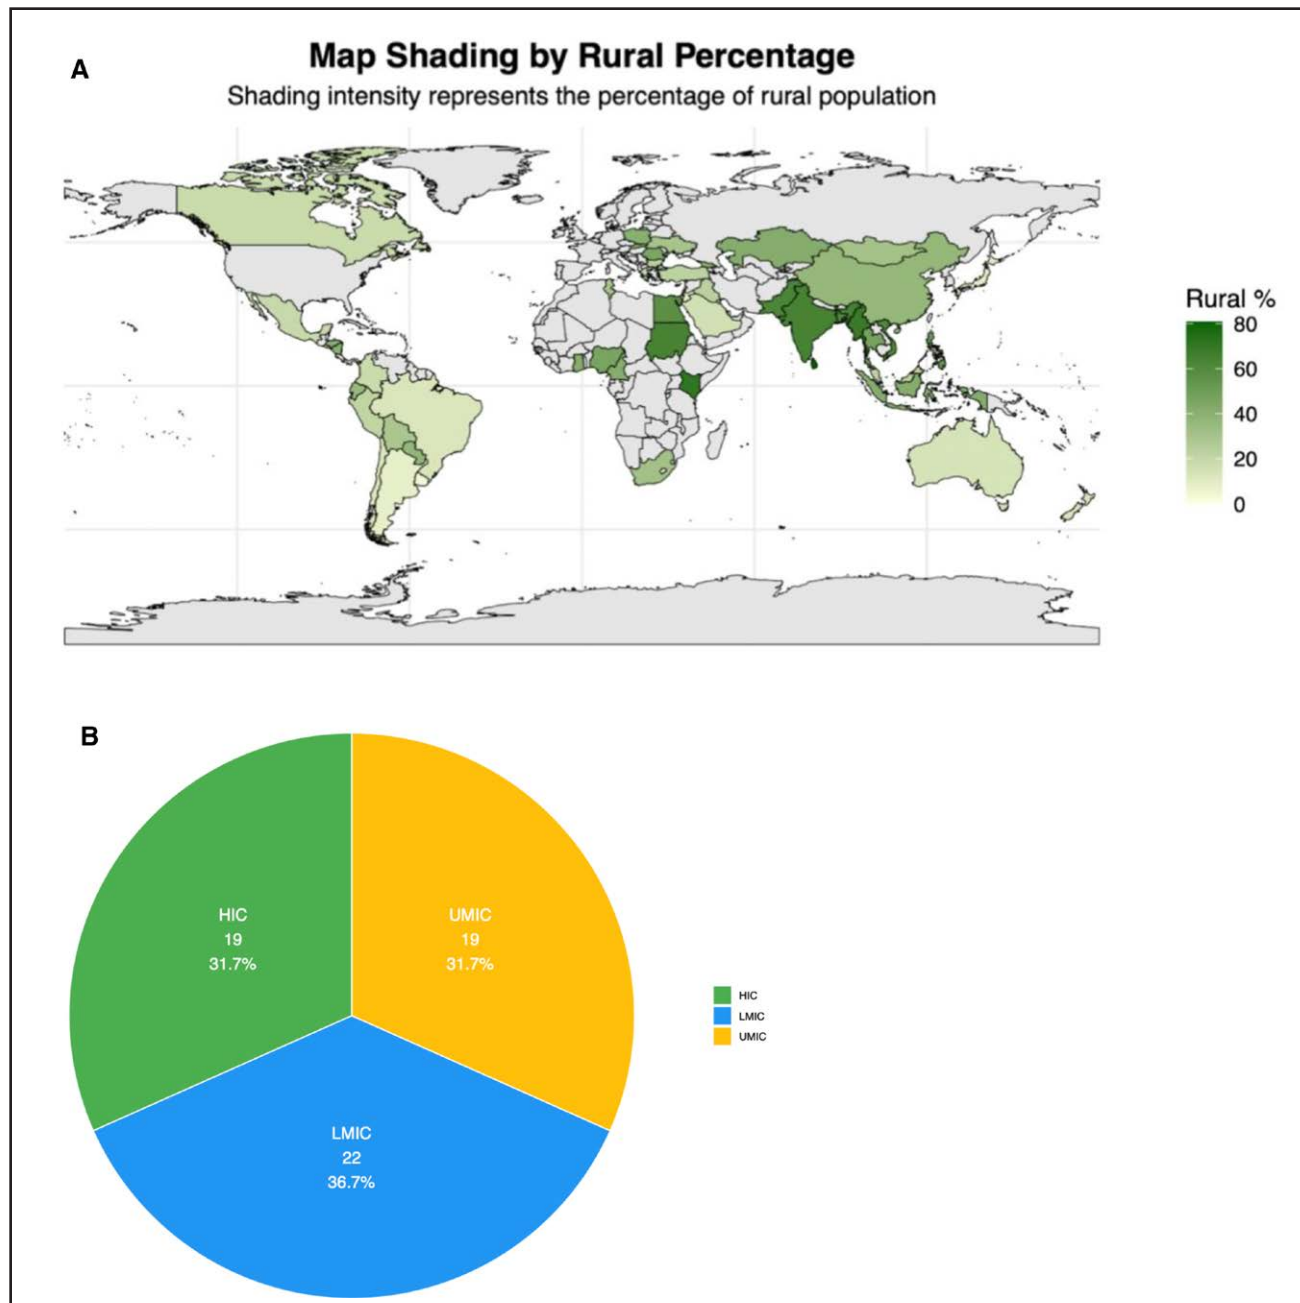 A
Map Shading by Rural Percentage
Shading intensity represents the percentage of rural population
Rural %
80
60
40
20
0
B
HIC
19
31.7%
UMIC
19
31.7%
LMIC
22
36.7%
HIC
LMIC
UMIC